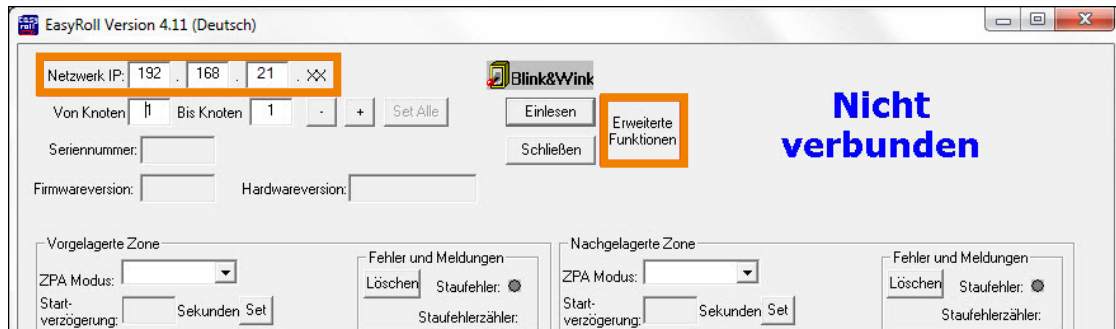 EasyRoll Version 4.11 (Deutsch)
Netzwerk IP: 192 . 168 . 21 . XX
Blink&Wink
Von Knoten 1 Bis Knoten 1 - + Set Alle
Einlesen
Erweiterte
Funktionen
Nicht
verbunden
Seriennummer:
Schließen
Firmwareversion: Hardwareversion:
Vorgelagerte Zone
Fehler und Meldungen
ZPA Modus:
Löschen Staufehler:
Start-
verzögerung: Sekunden Set
Staufehlerzähler:
Nachgelagerte Zone
Fehler und Meldungen
ZPA Modus:
Löschen Staufehler:
Start-
verzögerung: Sekunden Set
Staufehlerzähler: